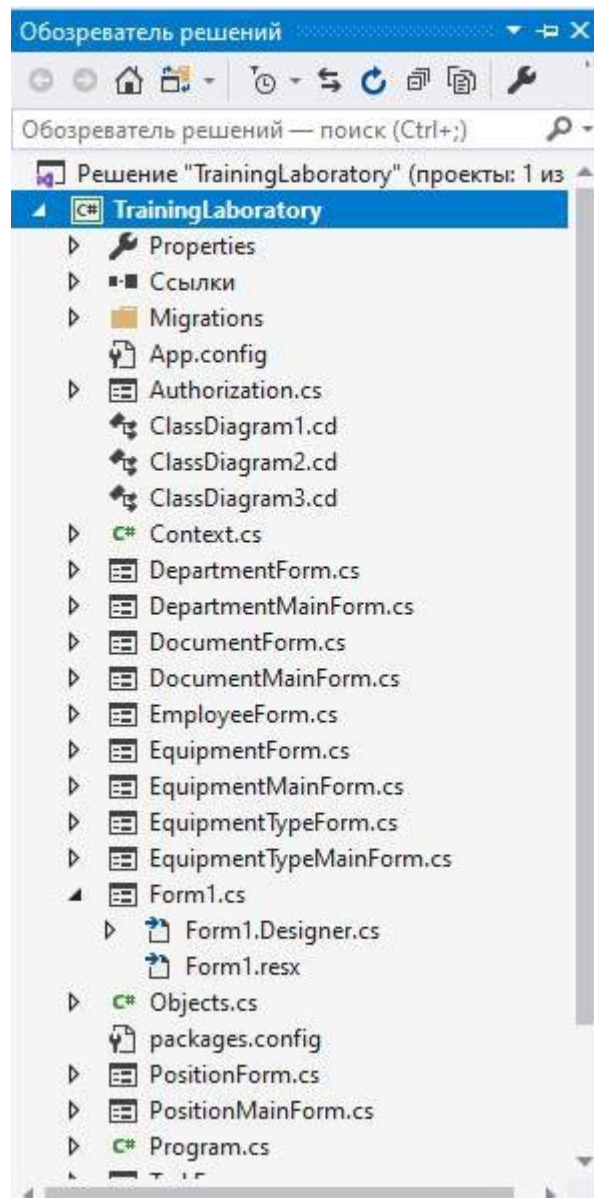 Обозреватель решений
Обозреватель решений — поиск (Ctrl+;)
Решение "TrainingLaboratory" (проекты: 1 из
C# TrainingLaboratory
Properties
Ссылки
Migrations
App.config
Authorization.cs
ClassDiagram1.cd
ClassDiagram2.cd
ClassDiagram3.cd
C# Context.cs
DepartmentForm.cs
DepartmentMainForm.cs
DocumentForm.cs
DocumentMainForm.cs
EmployeeForm.cs
EquipmentForm.cs
EquipmentMainForm.cs
EquipmentTypeForm.cs
EquipmentTypeMainForm.cs
Form1.cs
Form1.Designer.cs
Form1.resx
C# Objects.cs
packages.config
PositionForm.cs
PositionMainForm.cs
C# Program.cs